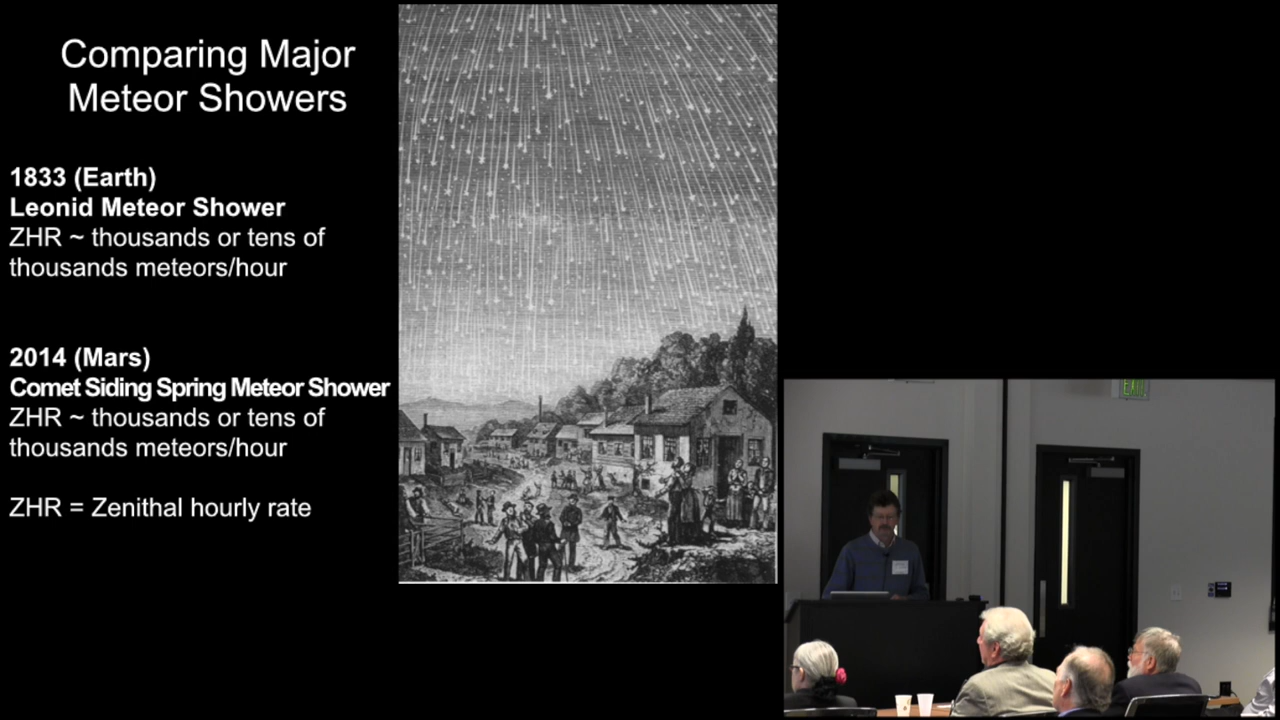 Comparing Major
Meteor Showers
1833 (Earth)
Leonid Meteor Shower
ZHR ~ thousands or tens of
thousands meteors/hour
2014 (Mars)
Comet Siding Spring Meteor Shower
ZHR ~ thousands or tens of
thousands meteors/hour
ZHR = Zenithal hourly rate
EXIT